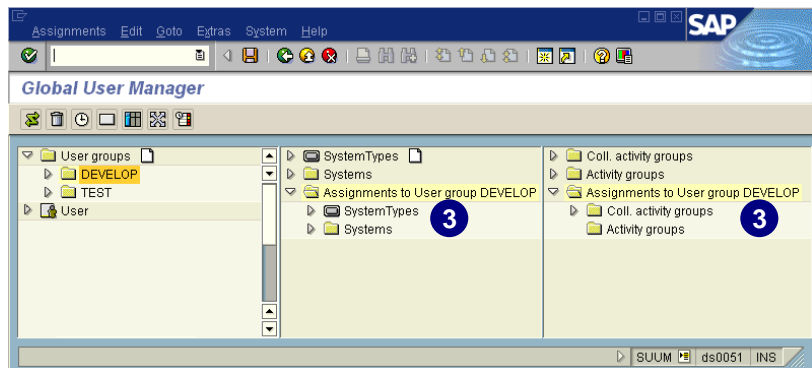 Assignments Edit Goto Extras System Help
SAP
Global User Manager
User groups
DEVELOP
TEST
User
SystemTypes
Systems
Assignments to User group DEVELOP
SystemTypes
Systems
3
Coll. activity groups
Activity groups
Assignments to User group DEVELOP
Coll. activity groups
Activity groups
3
SUUM ds0051 INS